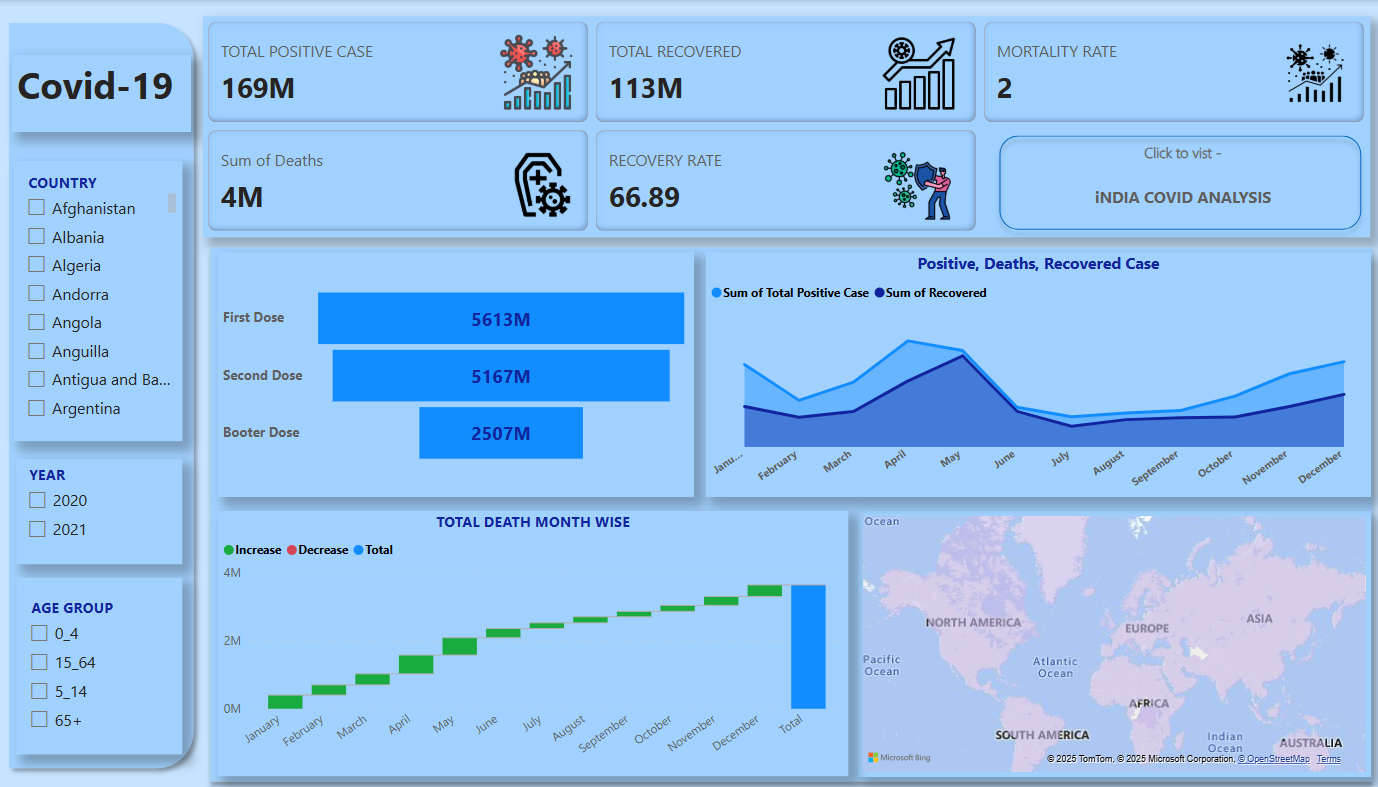 Covid-19
COUNTRY
Afghanistan
Albania
Algeria
Andorra
Angola
Anguilla
Antigua and Ba...
Argentina
YEAR
2020
2021
AGE GROUP
0_4
15_64
5_14
65+
TOTAL POSITIVE CASE
169M
TOTAL RECOVERED
113M
MORTALITY RATE
2
Sum of Deaths
4M
RECOVERY RATE
66.89
Click to vist -
iNDIA COVID ANALYSIS
First Dose
5613M
Second Dose
5167M
Booter Dose
2507M
Positive, Deaths, Recovered Case
Sum of Total Positive Case Sum of Recovered
Janu... February March April May June July August September October November December
TOTAL DEATH MONTH WISE
Increase Decrease Total
4M
2M
0M
January February March April May June July August September October November December Total
Ocean
NORTH AMERICA
EUROPE
ASIA
Pacific
Ocean
Atlantic
Ocean
AFRICA
SOUTH AMERICA
Indian
Ocean
AUSTRALIA
Microsoft Bing
© 2025 TomTom, © 2025 Microsoft Corporation, © OpenStreetMap Terms